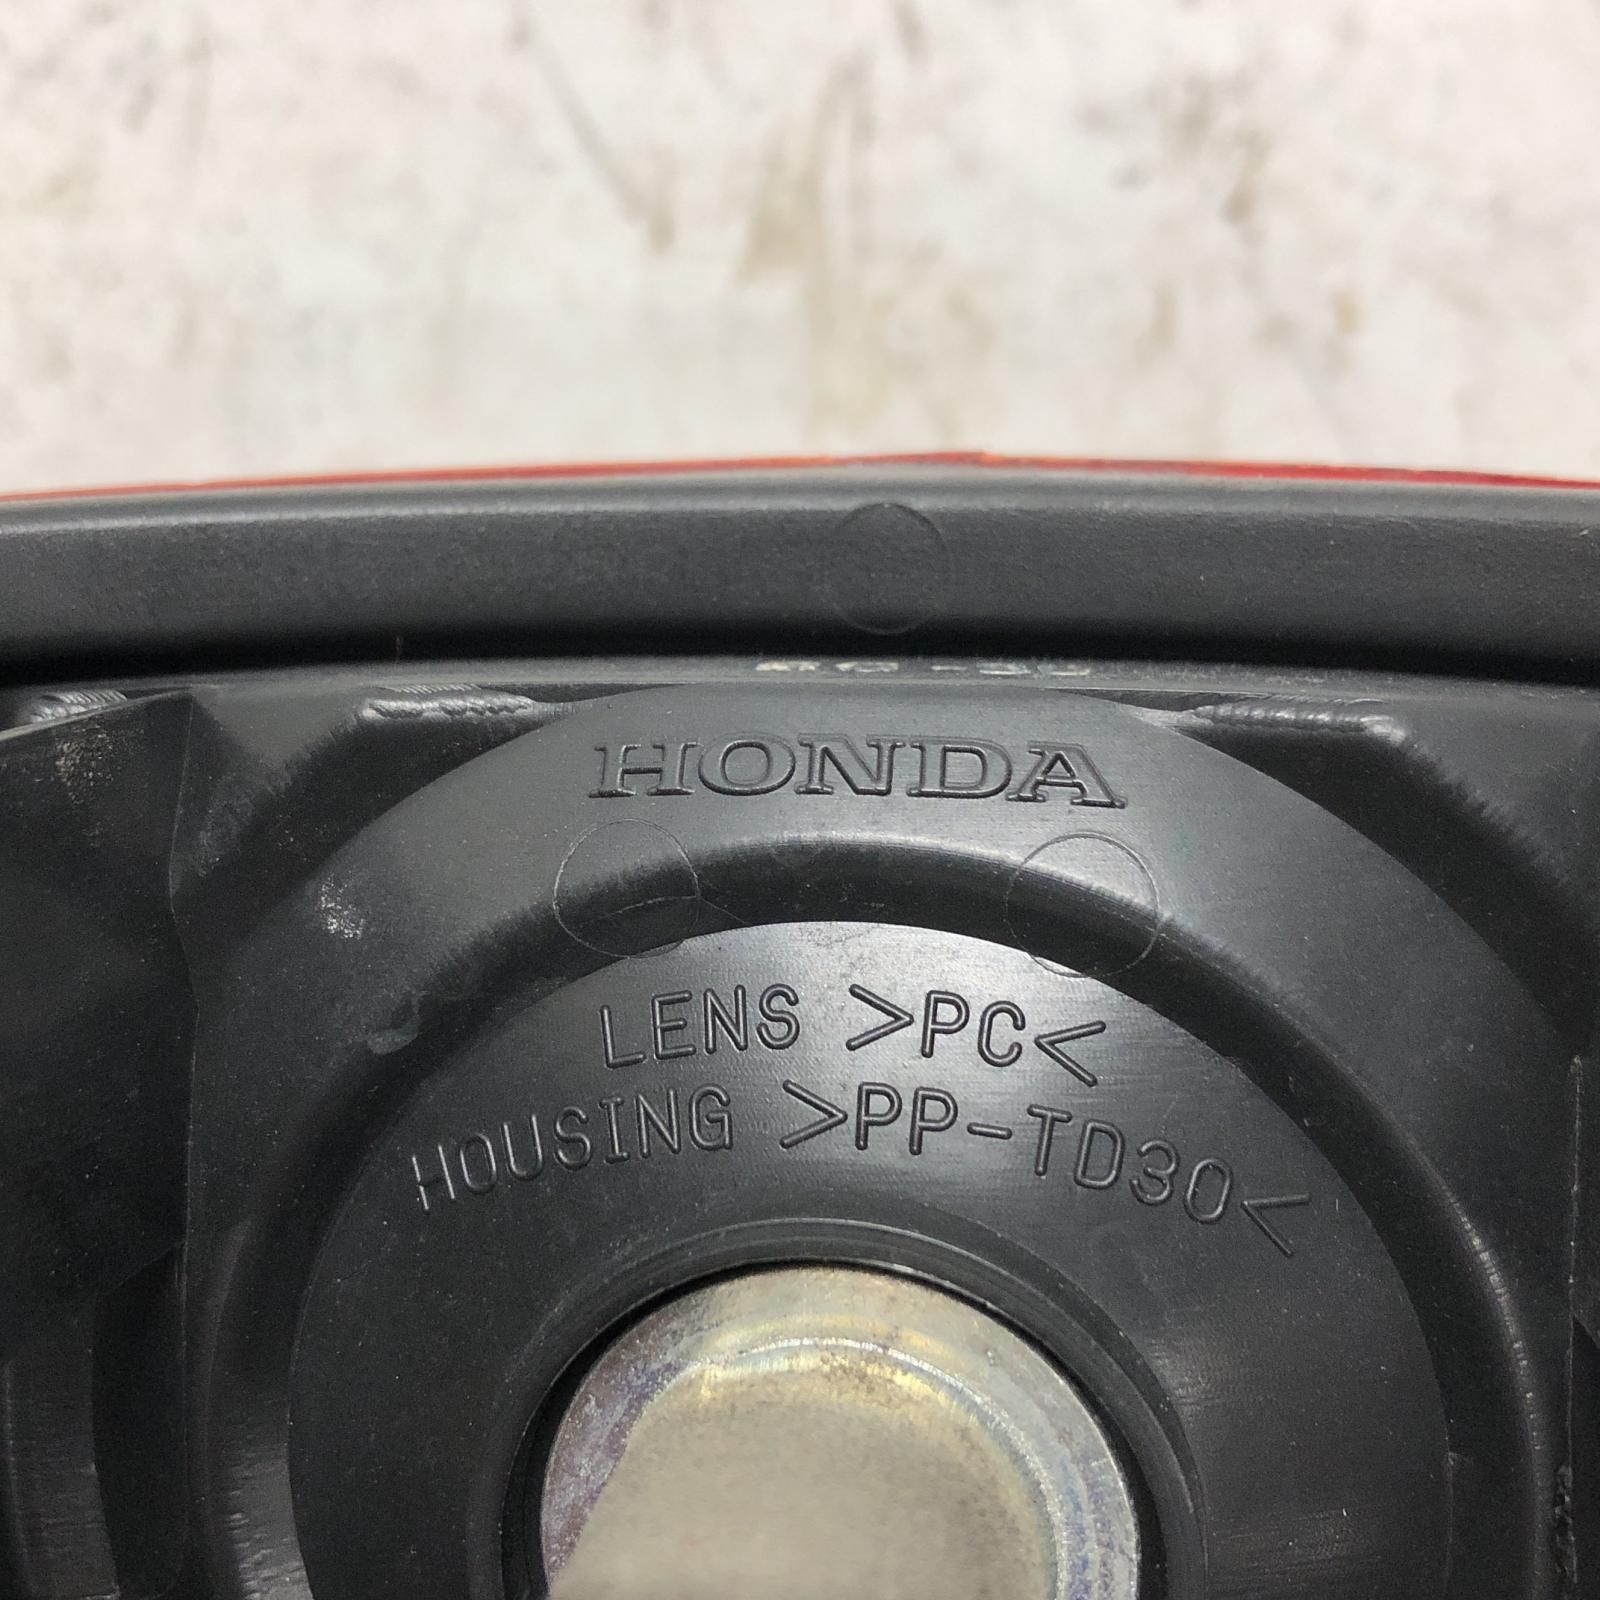 HONDA
LENS >PC<
HOUSING >PP-TD30<